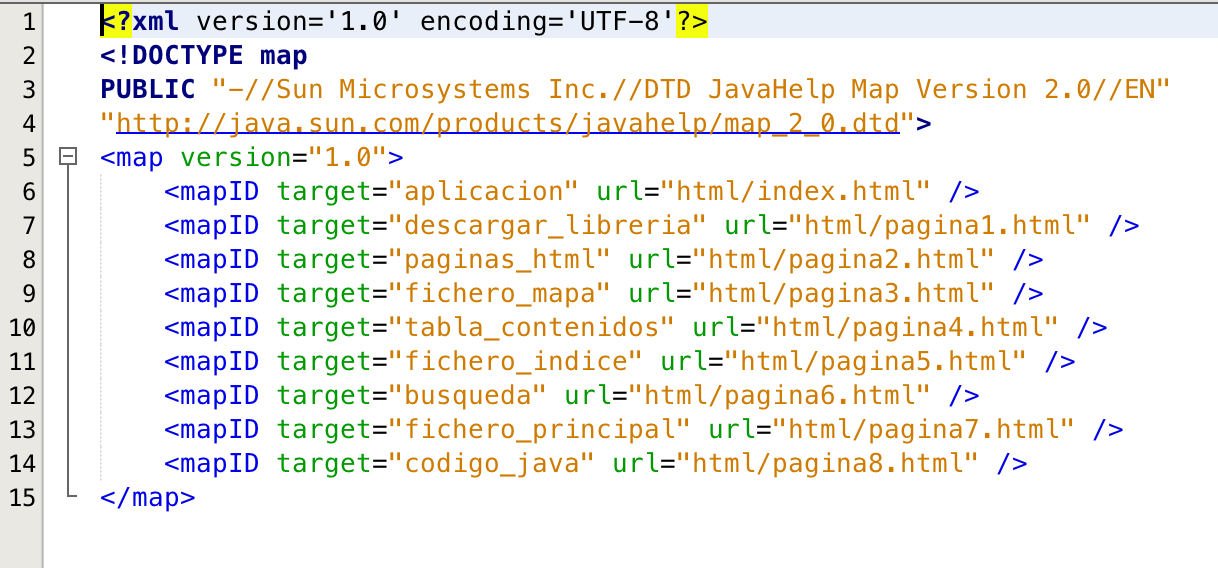 1 <?xml version='1.0' encoding='UTF-8'?>
2 <!DOCTYPE map
3 PUBLIC "-//Sun Microsystems Inc.//DTD JavaHelp Map Version 2.0//EN"
4 "http://java.sun.com/products/javahelp/map_2_0.dtd">
5 <map version="1.0">
6     <mapID target="aplicacion" url="html/index.html" />
7     <mapID target="descargar_libreria" url="html/pagina1.html" />
8     <mapID target="paginas_html" url="html/pagina2.html" />
9     <mapID target="fichero_mapa" url="html/pagina3.html" />
10     <mapID target="tabla_contenidos" url="html/pagina4.html" />
11     <mapID target="fichero_indice" url="html/pagina5.html" />
12     <mapID target="busqueda" url="html/pagina6.html" />
13     <mapID target="fichero_principal" url="html/pagina7.html" />
14     <mapID target="codigo_java" url="html/pagina8.html" />
15 </map>